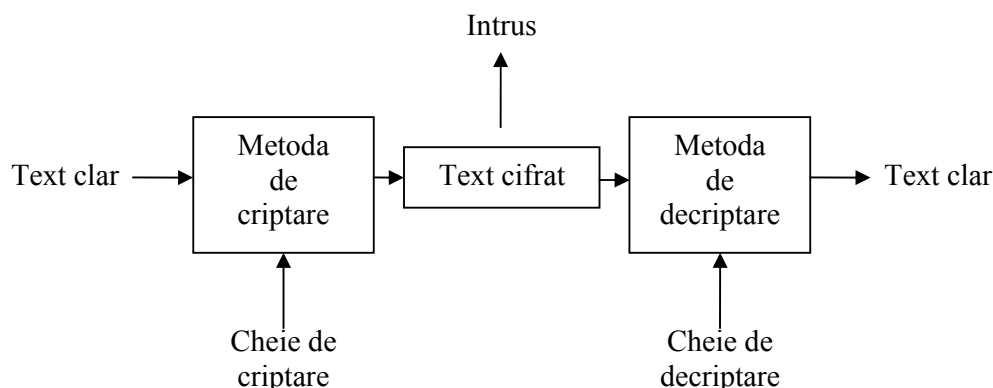 Intrus
Text clar
Metoda
de
criptare
Text cifrat
Metoda
de
decriptare
Text clar
Cheie de
criptare
Cheie de
decriptare